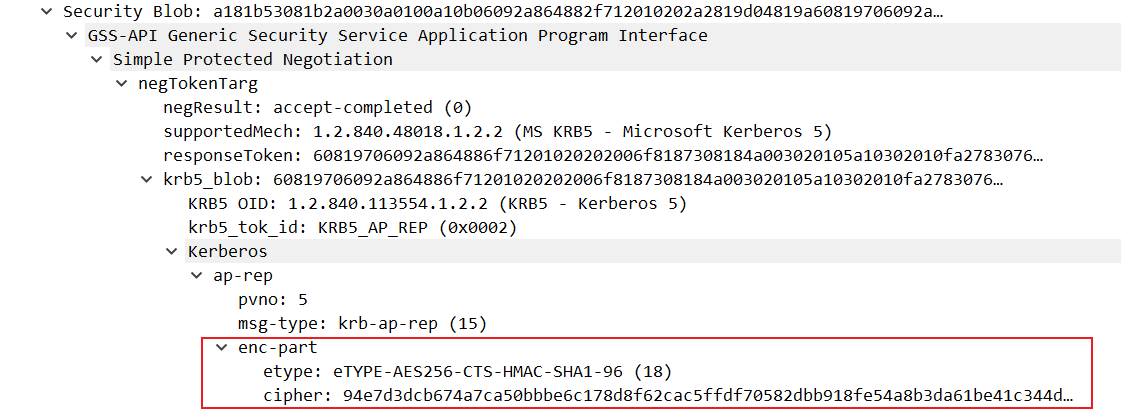 Security Blob: a181b53081b2a0030a0100a10b06092a864882f712010202a2819d04819a60819706092a…
GSS-API Generic Security Service Application Program Interface
Simple Protected Negotiation
negTokenTarg
negResult: accept-completed (0)
supportedMech: 1.2.840.48018.1.2.2 (MS KRB5 - Microsoft Kerberos 5)
responseToken: 60819706092a864886f71201020202006f8187308184a003020105a10302010fa2783076…
krb5_blob: 60819706092a864886f71201020202006f8187308184a003020105a10302010fa2783076…
KRB5 OID: 1.2.840.113554.1.2.2 (KRB5 - Kerberos 5)
krb5_tok_id: KRB5_AP_REP (0x0002)
Kerberos
ap-rep
pvno: 5
msg-type: krb-ap-rep (15)
enc-part
etype: eTYPE-AES256-CTS-HMAC-SHA1-96 (18)
cipher: 94e7d3dcb674a7ca50bbbe6c178d8f62cac5ffdf70582dbb918fe54a8b3da61be41c344d…